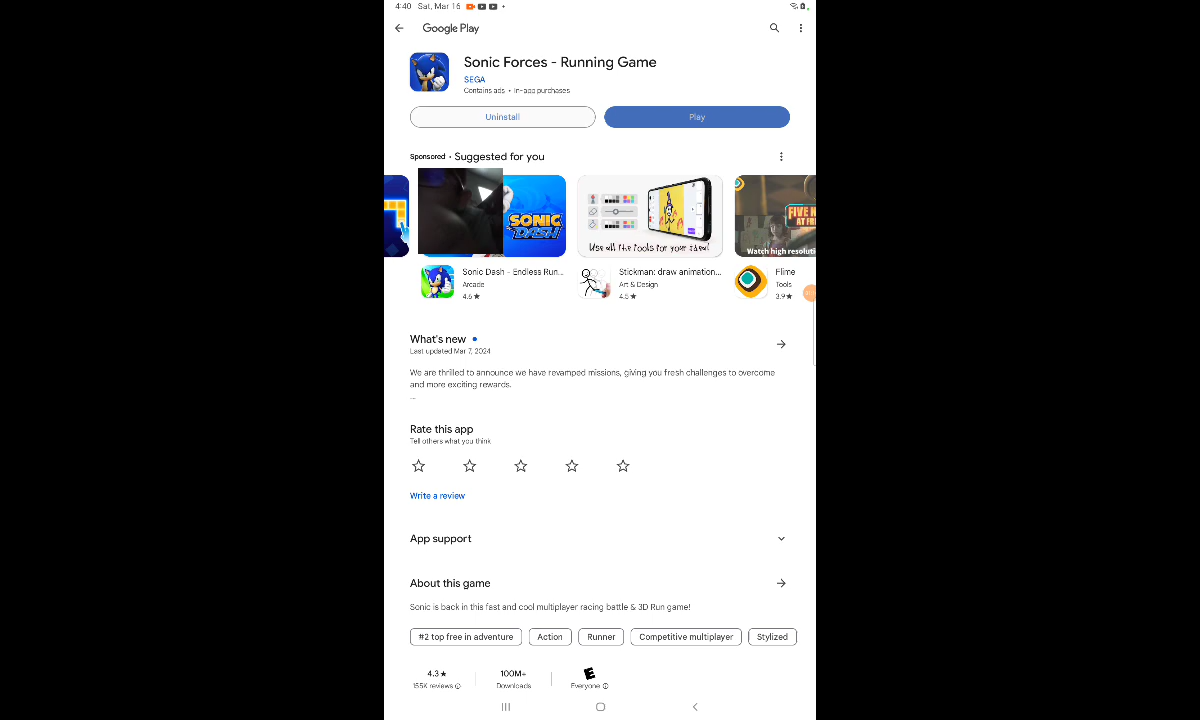 4:40 Sat, Mar 16
Google Play
Sonic Forces - Running Game
SEGA
Contains ads • In-app purchases
Uninstall
Play
Sponsored • Suggested for you
SONIC
DASH
Use all the tools for your idea!
FIVE N
AT FR
Watch high resoluti
Sonic Dash - Endless Run...
Arcade
4.6★
Stickman: draw animation...
Art & Design
4.5★
Flime
Tools
3.9★
What's new
Last updated Mar 7, 2024
We are thrilled to announce we have revamped missions, giving you fresh challenges to overcome
and more exciting rewards.
...
Rate this app
Tell others what you think
Write a review
App support
About this game
Sonic is back in this fast and cool multiplayer racing battle & 3D Run game!
#2 top free in adventure
Action
Runner
Competitive multiplayer
Stylized
4.3★
155K reviews
100M+
Downloads
E
Everyone